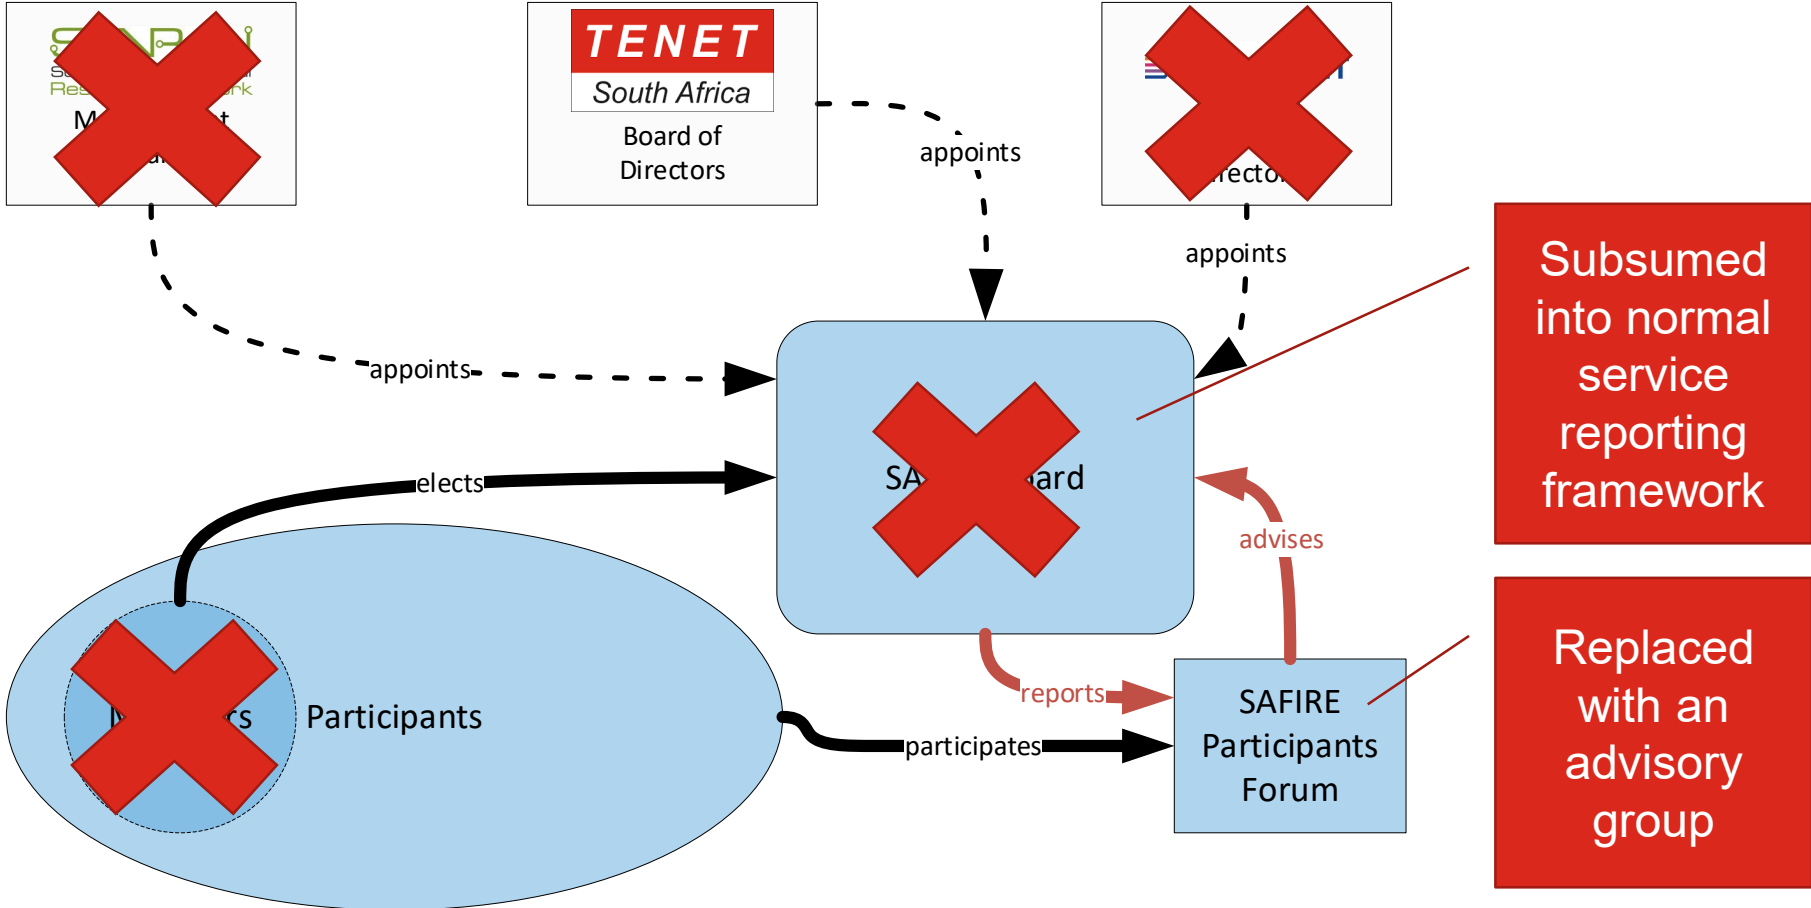 TENET
South Africa
Board of
Directors
appoints
appoints
appoints
elects
advises
reports
participates
Participants
SAFIRE
Participants
Forum
Subsumed
into normal
service
reporting
framework
Replaced
with an
advisory
group